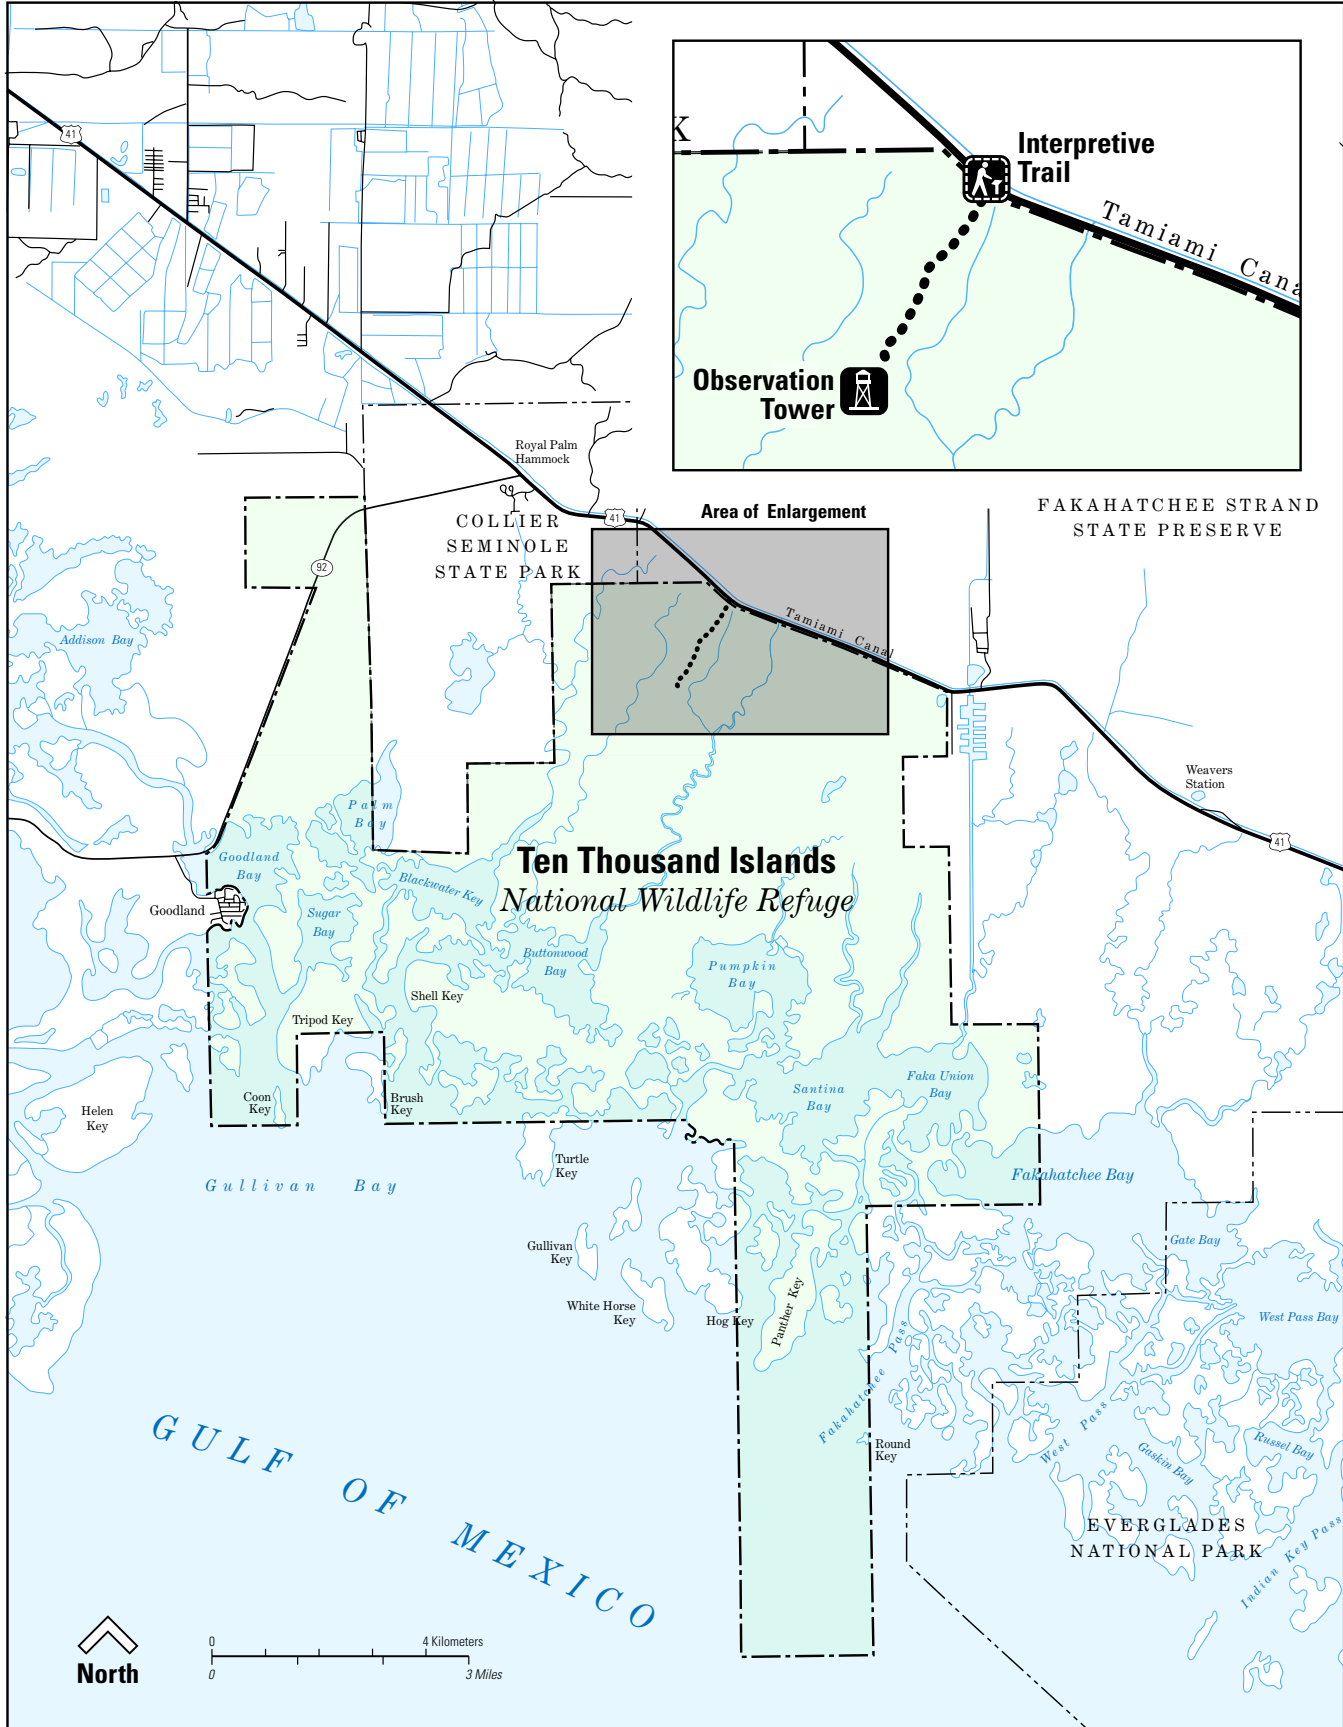 41
K
Interpretive
Trail
Tamiami Cana
Observation
Tower
Royal Palm
Hammock
41
Area of Enlargement
FAKAHATCHEE STRAND
STATE PRESERVE
COLLIER
SEMINOLE
STATE PARK
92
Tamiami Canal
Addison Bay
Weavers
Station
41
Palm
Bay
Goodland
Bay
Ten Thousand Islands
National Wildlife Refuge
Blackwater Key
Goodland
Sugar
Bay
Buttonwood
Bay
Pumpkin
Bay
Shell Key
Tripod Key
Santina
Bay
Faka Union
Bay
Helen
Key
Coon
Key
Brush
Key
Turtle
Key
Fakahatchee Bay
Gullivan Bay
Gullivan
Key
Gate Bay
White Horse
Key
Hog Key
Panther Key
Fakahatchee Pass
West Pass Bay
Round
Key
West Pass
Gaskin Bay
Russel Bay
GULF OF MEXICO
EVERGLADES
NATIONAL PARK
Indian Key Pass
North
0
4 Kilometers
0
3 Miles